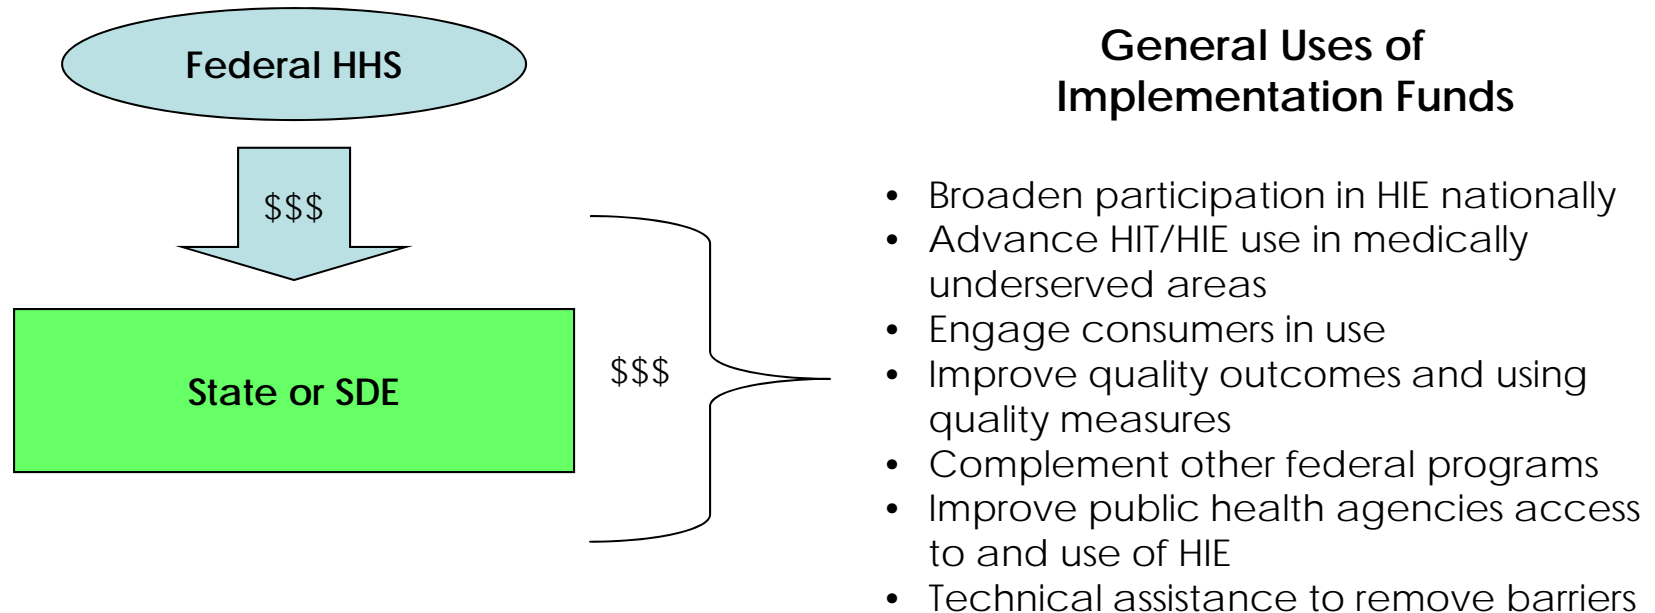 Federal HHS
$$$
State or SDE
$$$
General Uses of
Implementation Funds
• Broaden participation in HIE nationally
• Advance HIT/HIE use in medically
underserved areas
• Engage consumers in use
• Improve quality outcomes and using
quality measures
• Complement other federal programs
• Improve public health agencies access
to and use of HIE
• Technical assistance to remove barriers